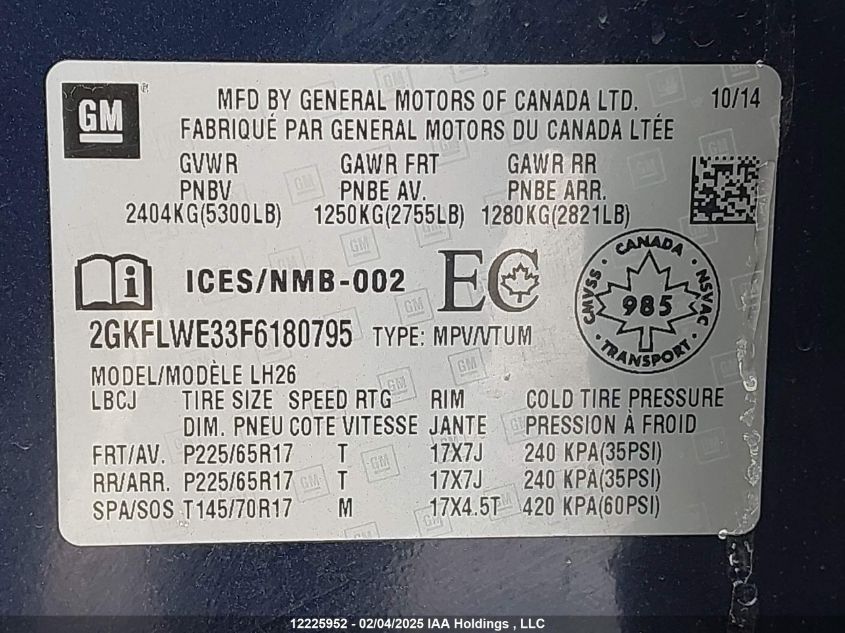 GM
MFD BY GENERAL MOTORS OF CANADA LTD. 10/14
FABRIQUÉ PAR GENERAL MOTORS DU CANADA LTÉE
GVWR GAWR FRT GAWR RR
PNBV PNBE AV. PNBE ARR.
2404KG(5300LB) 1250KG(2755LB) 1280KG(2821LB)
ICES/NMB-002 EC
CANADA
CMVSS 985 NSVAC
TRANSPORT
2GKFLWE33F6180795 TYPE: MPV/VTUM
MODEL/MODÈLE LH26
LBCJ TIRE SIZE SPEED RTG RIM COLD TIRE PRESSURE
DIM. PNEU COTE VITESSE JANTE PRESSION À FROID
FRT/AV. P225/65R17 T 17X7J 240 KPA(35PSI)
RR/ARR. P225/65R17 T 17X7J 240 KPA(35PSI)
SPA/SOS T145/70R17 M 17X4.5T 420 KPA(60PSI)
12225952 - 02/04/2025 IAA Holdings , LLC